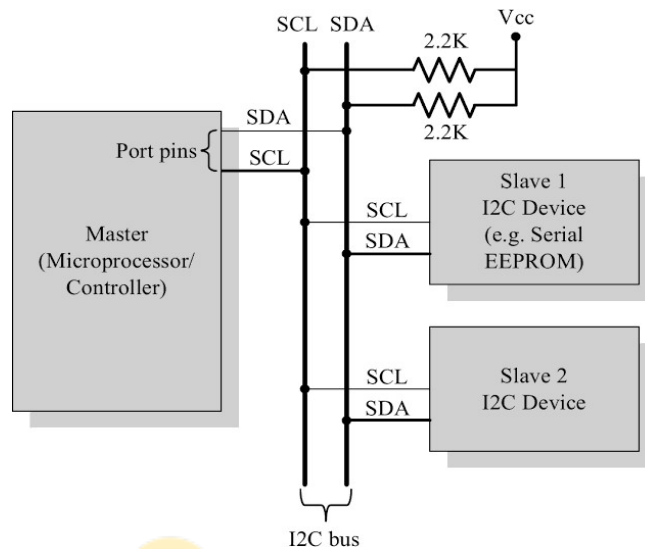 SCL SDA
Vcc
2.2K
2.2K
SDA
Port pins
SCL
Master
(Microprocessor/
Controller)
SCL
SDA
Slave 1
I2C Device
(e.g. Serial
EEPROM)
SCL
SDA
Slave 2
I2C Device
I2C bus